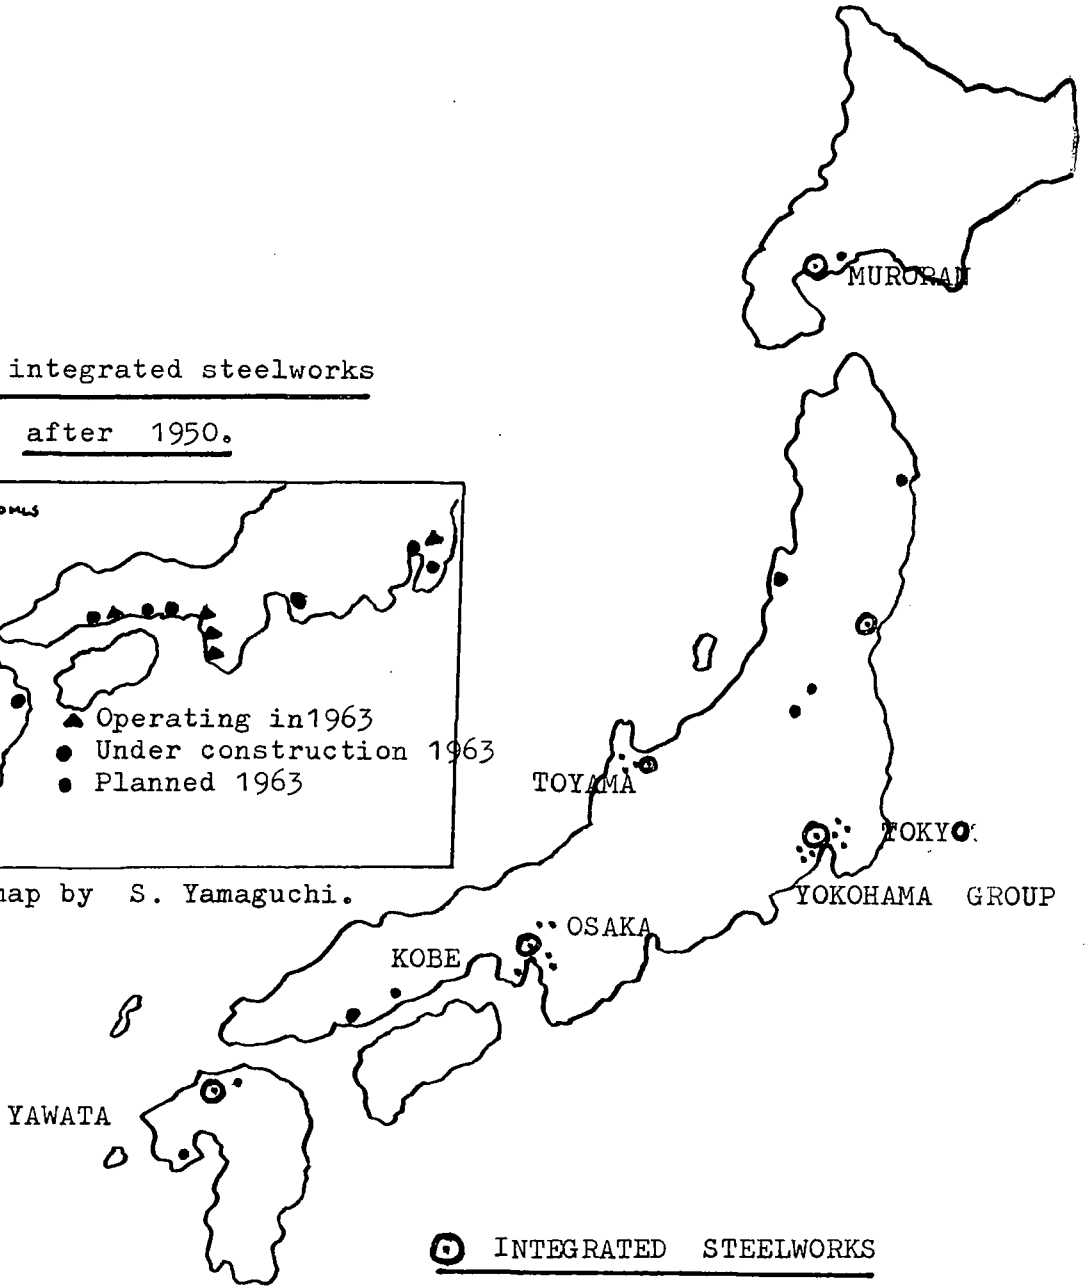 MURORAN
integrated steelworks
after 1950.
Operating in1963
Under construction 1963
Planned 1963
TOYAMA
TOKYO
map by S. Yamaguchi.
YOKOHAMA GROUP
OSAKA
KOBE
YAWATA
INTEGRATED STEELWORKS